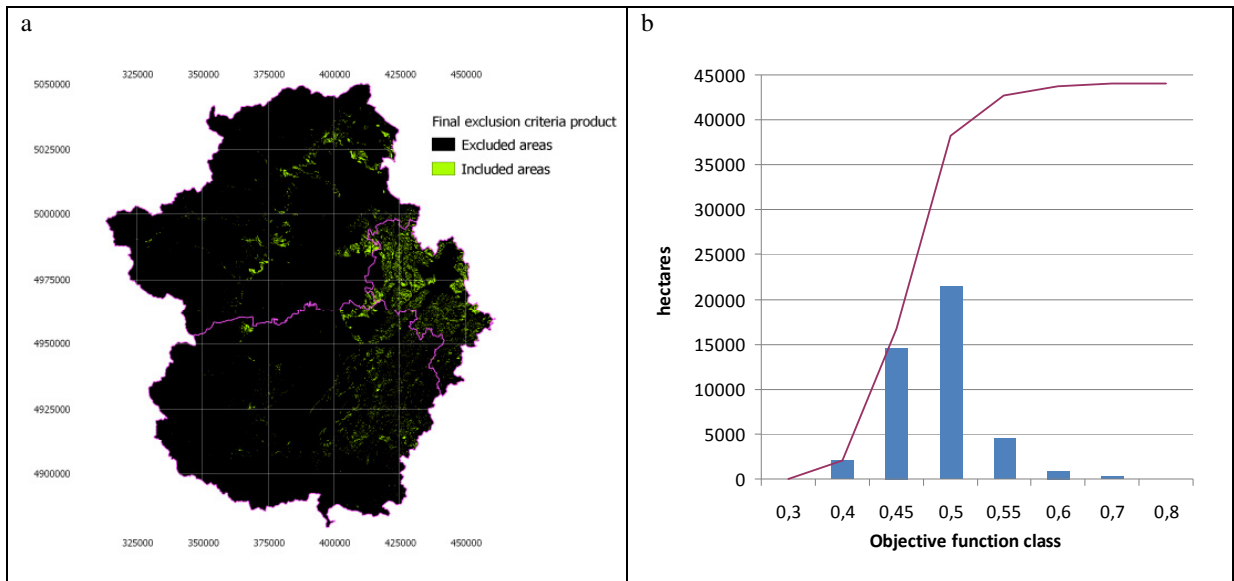 a
325000 350000 375000 400000 425000 450000
5050000
Final exclusion criteria product
Excluded areas
5025000
Included areas
5000000
4975000
4950000
4925000
4900000
325000 350000 375000 400000 425000 450000
b
45000
40000
35000
30000
25000
20000
15000
10000
5000
0
hectares
0,3 0,4 0,45 0,5 0,55 0,6 0,7 0,8
Objective function class